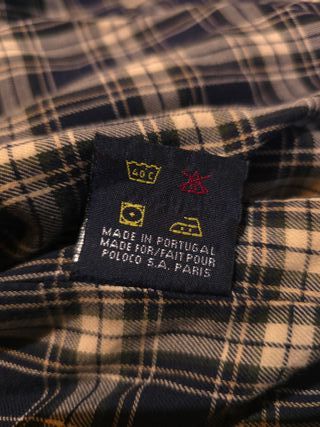 40 C
MADE IN PORTUGAL
MADE FOR/FAIT POUR
POLOCO S.A. PARIS